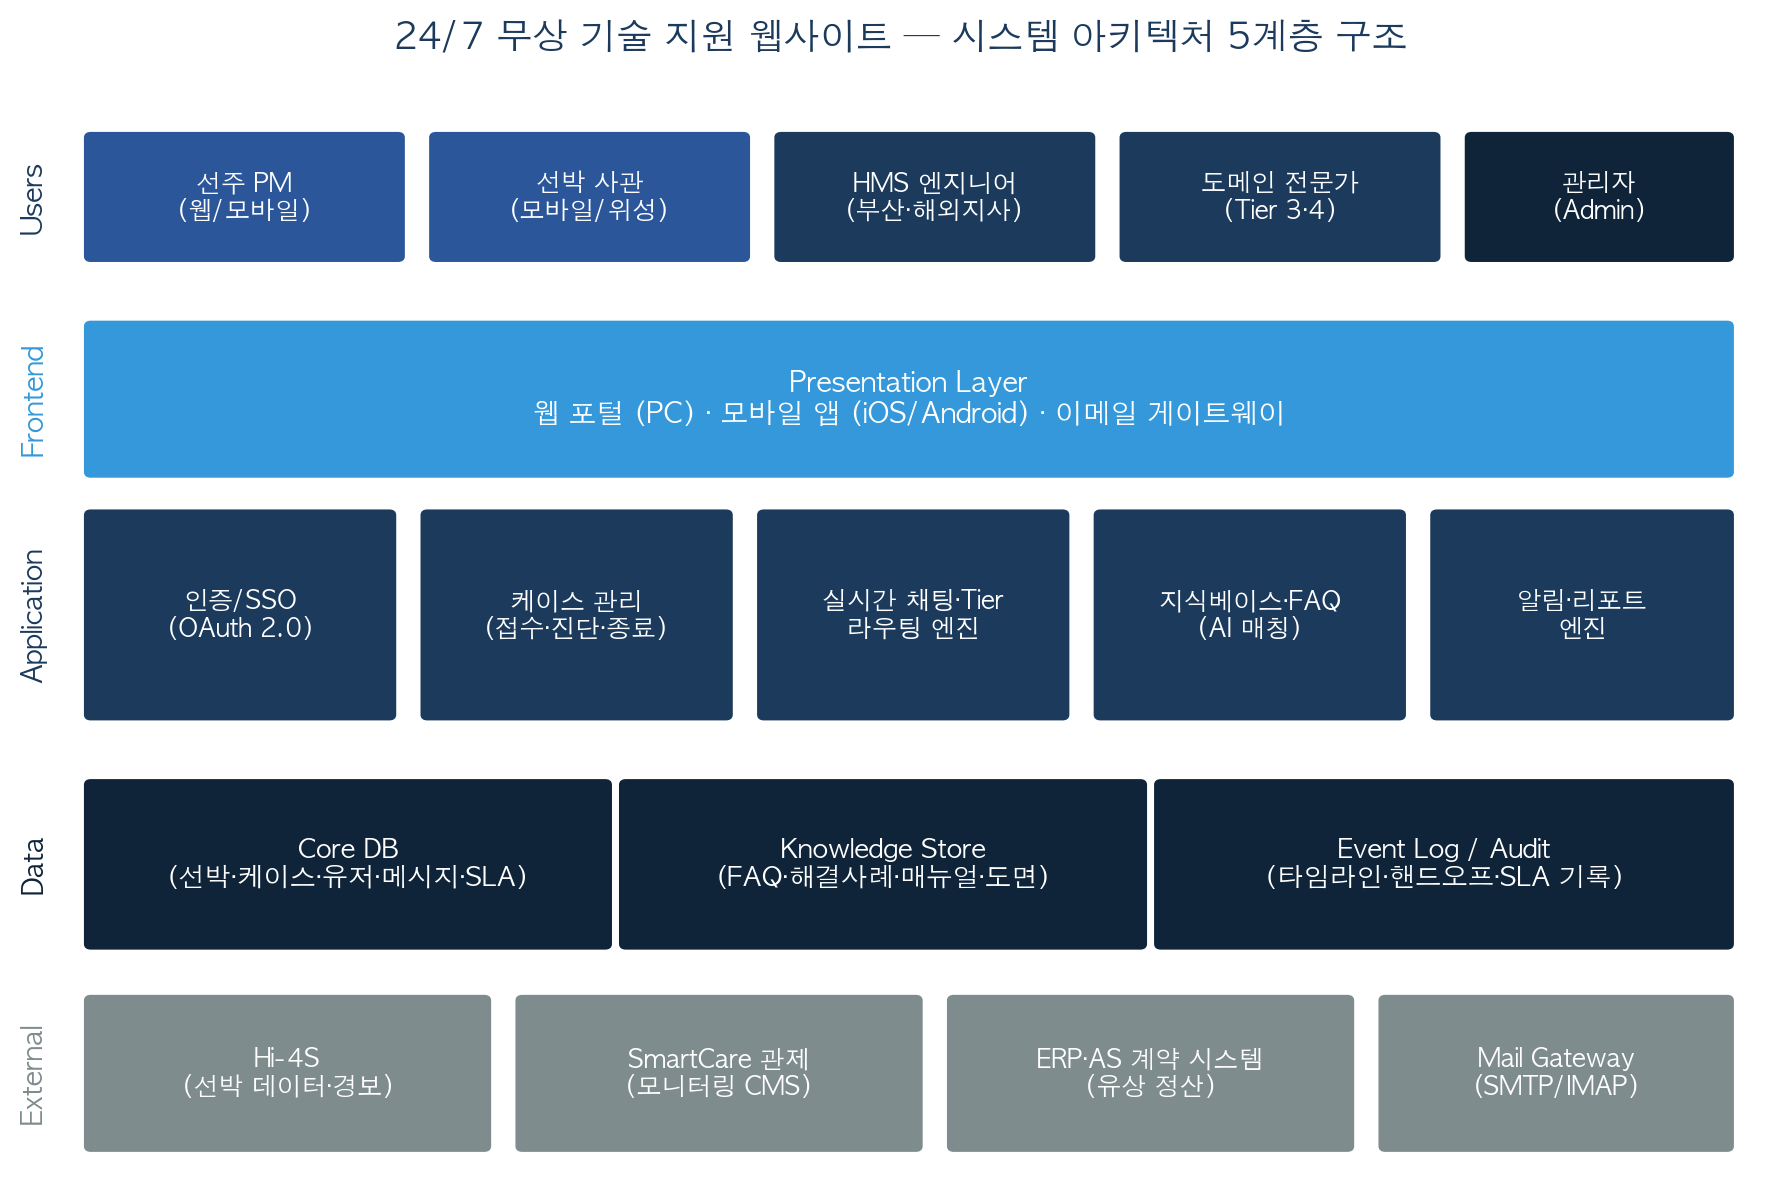 24/7 무상 기술 지원 웹사이트 — 시스템 아키텍처 5계층 구조
Users
선주 PM
(웹/모바일)
선박 사관
(모바일/위성)
HMS 엔지니어
(부산·해외지사)
도메인 전문가
(Tier 3·4)
관리자
(Admin)
Frontend
Presentation Layer
웹 포털 (PC) · 모바일 앱 (iOS/Android) · 이메일 게이트웨이
Application
인증/SSO
(OAuth 2.0)
케이스 관리
(접수·진단·종료)
실시간 채팅·Tier
라우팅 엔진
지식베이스·FAQ
(AI 매칭)
알림·리포트
엔진
Data
Core DB
(선박·케이스·유저·메시지·SLA)
Knowledge Store
(FAQ·해결사례·매뉴얼·도면)
Event Log / Audit
(타임라인·핸드오프·SLA 기록)
External
Hi-4S
(선박 데이터·경보)
SmartCare 관제
(모니터링 CMS)
ERP·AS 계약 시스템
(유상 정산)
Mail Gateway
(SMTP/IMAP)